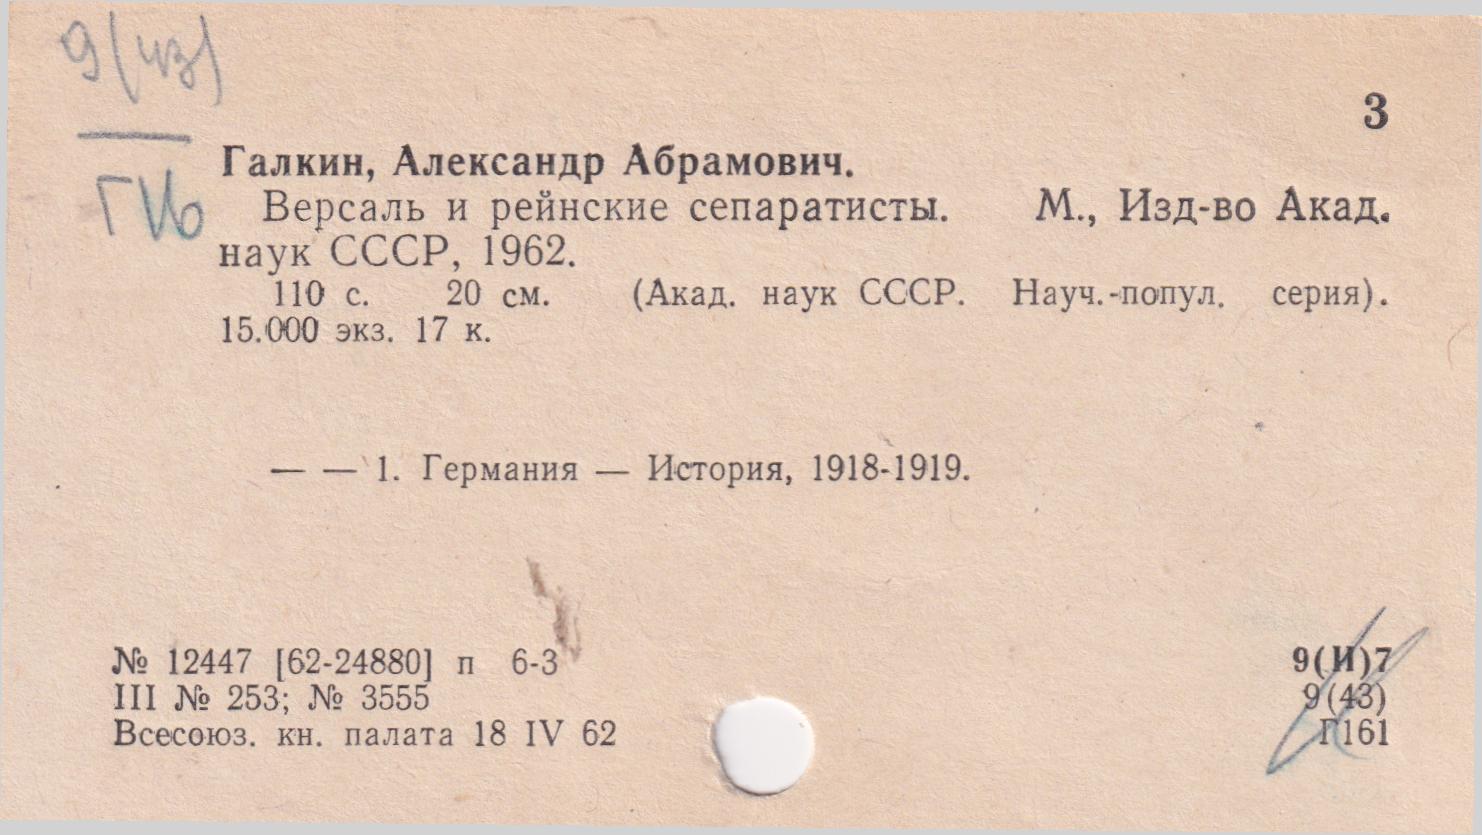 9(43)
3
Г16
Галкин, Александр Абрамович.
Версаль и рейнские сепаратисты. М., Изд-во Акад.
наук СССР, 1962.
110 с. 20 см. (Акад. наук СССР. Науч.-попул. серия).
15.000 экз. 17 к.
— — 1. Германия — История, 1918-1919.
№ 12447 [62-24880] п 6-3
III № 253; № 3555
Всесоюз. кн. палата 18 IV 62
9(И)7
9(43)
Г161